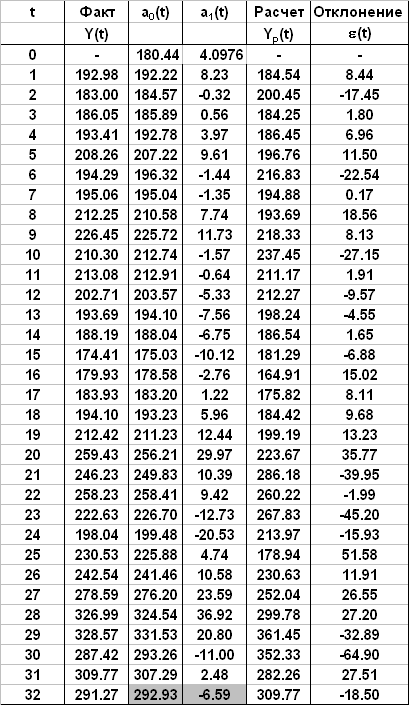 t Факт a0(t) a1(t) Расчет Отклонение
Y(t) YP(t) ε(t)
0 - 180.44 4.0976 - -
1 192.98 192.22 8.23 184.54 8.44
2 183.00 184.57 -0.32 200.45 -17.45
3 186.05 185.89 0.56 184.25 1.80
4 193.41 192.78 3.97 186.45 6.96
5 208.26 207.22 9.61 196.76 11.50
6 194.29 196.32 -1.44 216.83 -22.54
7 195.06 195.04 -1.35 194.88 0.17
8 212.25 210.58 7.74 193.69 18.56
9 226.45 225.72 11.73 218.33 8.13
10 210.30 212.74 -1.57 237.45 -27.15
11 213.08 212.91 -0.64 211.17 1.91
12 202.71 203.57 -5.33 212.27 -9.57
13 193.69 194.10 -7.56 198.24 -4.55
14 188.19 188.04 -6.75 186.54 1.65
15 174.41 175.03 -10.12 181.29 -6.88
16 179.93 178.58 -2.76 164.91 15.02
17 183.93 183.20 1.22 175.82 8.11
18 194.10 193.23 5.96 184.42 9.68
19 212.42 211.23 12.44 199.19 13.23
20 259.43 256.21 29.97 223.67 35.77
21 246.23 249.83 10.39 286.18 -39.95
22 258.23 258.41 9.42 260.22 -1.99
23 222.63 226.70 -12.73 267.83 -45.20
24 198.04 199.48 -20.53 213.97 -15.93
25 230.53 225.88 4.74 178.94 51.58
26 242.54 241.46 10.58 230.63 11.91
27 278.59 276.20 23.59 252.04 26.55
28 326.99 324.54 36.92 299.78 27.20
29 328.57 331.53 20.80 361.45 -32.89
30 287.42 293.26 -11.00 352.33 -64.90
31 309.77 307.29 2.48 282.26 27.51
32 291.27 292.93 -6.59 309.77 -18.50